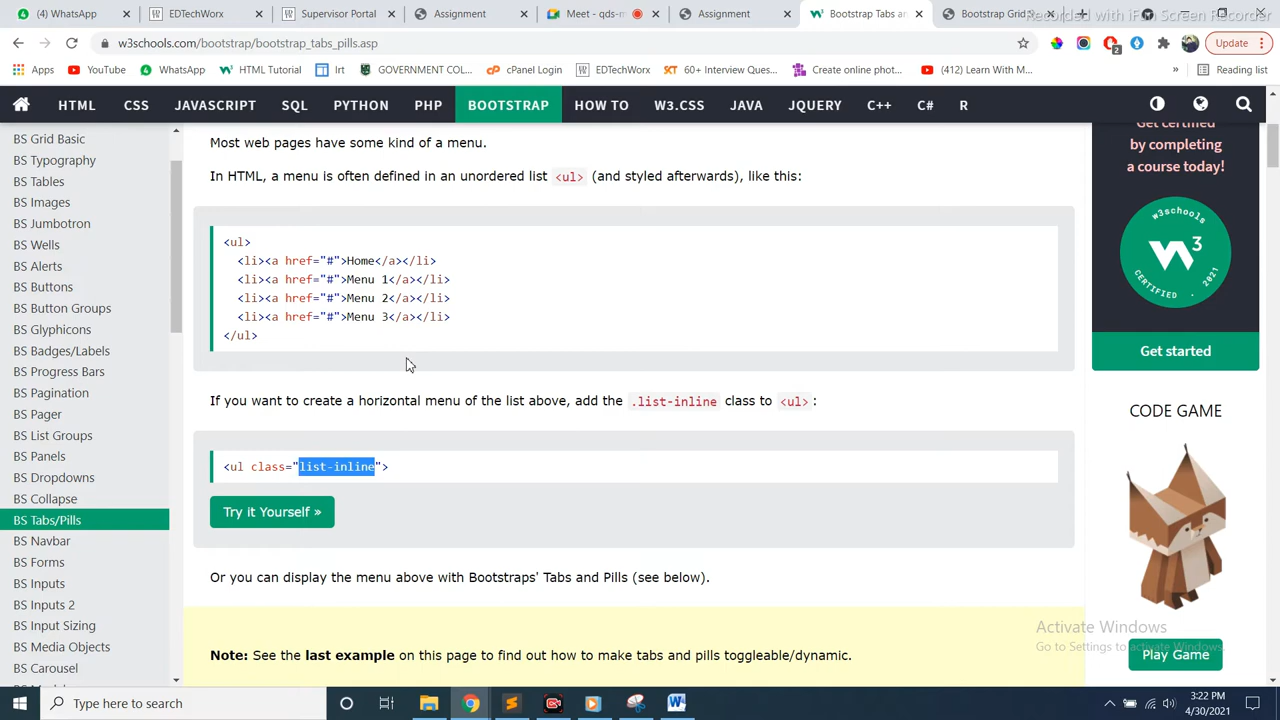 WhatsApp
EDTechWorx
Supervisor Portal
Assignment
Meet - qds-m
Assignment
Bootstrap Tabs an
Bootstrap Grid
Recorded with iFun Screen Recorder
w3schools.com/bootstrap/bootstrap_tabs_pills.asp
2
Update
Apps
YouTube
WhatsApp
HTML Tutorial
lrt
GOVERNMENT COL...
cPanel Login
EDTechWorx
60+ Interview Ques...
Create online phot...
(412) Learn With M...
»
Reading list
HTML CSS JAVASCRIPT SQL PYTHON PHP BOOTSTRAP HOW TO W3.CSS JAVA JQUERY C++ C# R
BS Grid Basic
BS Typography
BS Tables
BS Images
BS Jumbotron
BS Wells
BS Alerts
BS Buttons
BS Button Groups
BS Glyphicons
BS Badges/Labels
BS Progress Bars
BS Pagination
BS Pager
BS List Groups
BS Panels
BS Dropdowns
BS Collapse
BS Tabs/Pills
BS Navbar
BS Forms
BS Inputs
BS Inputs 2
BS Input Sizing
BS Media Objects
BS Carousel
Most web pages have some kind of a menu.
In HTML, a menu is often defined in an unordered list <ul> (and styled afterwards), like this:
<ul>
<li><a href="#">Home</a></li>
<li><a href="#">Menu 1</a></li>
<li><a href="#">Menu 2</a></li>
<li><a href="#">Menu 3</a></li>
</ul>
If you want to create a horizontal menu of the list above, add the .list-inline class to <ul>:
<ul class="list-inline">
Try it Yourself »
Or you can display the menu above with Bootstraps' Tabs and Pills (see below).
Note: See the last example on this page to find out how to make tabs and pills toggleable/dynamic.
Get certified
by completing
a course today!
w3schools
W3
CERTIFIED . 2021
Get started
CODE GAME
Play Game
Activate Windows
Go to Settings to activate Windows.
Type here to search
3:22 PM
4/30/2021